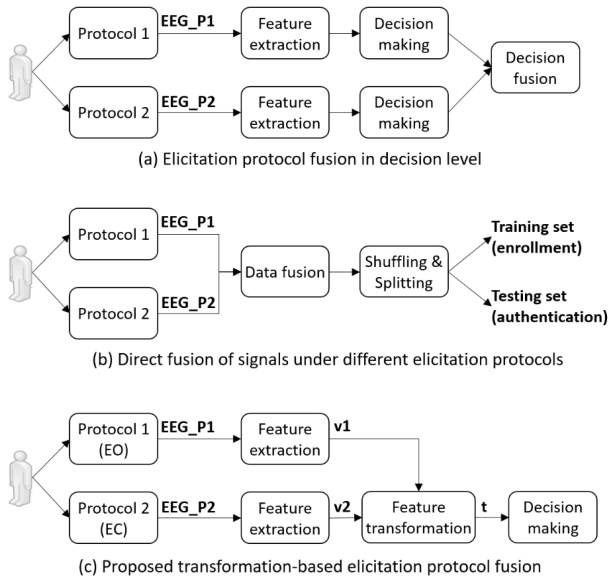 Protocol 1
EEG_P1
Feature
extraction
Decision
making
Decision
fusion
Protocol 2
EEG_P2
Feature
extraction
Decision
making
(a) Elicitation protocol fusion in decision level
Protocol 1
EEG_P1
Protocol 2
EEG_P2
Data fusion
Shuffling &
Splitting
Training set
(enrollment)
Testing set
(authentication)
(b) Direct fusion of signals under different elicitation protocols
Protocol 1
(EO)
EEG_P1
Feature
extraction
v1
Protocol 2
(EC)
EEG_P2
Feature
extraction
v2
Feature
transformation
t
Decision
making
(c) Proposed transformation-based elicitation protocol fusion